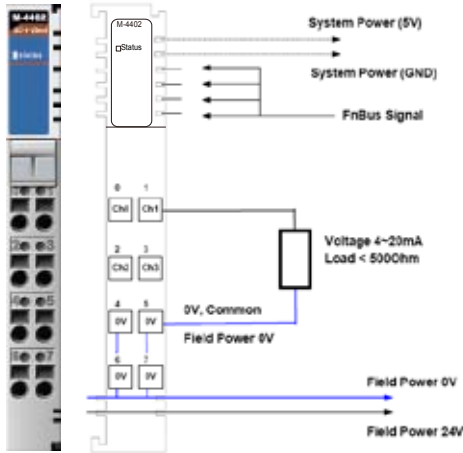 M-4402
M-4402
Status
System Power (5V)
System Power (GND)
FnBus Signal
0 1
Ch0 Ch1
2 3
Ch2 Ch3
4 5
0V 0V
6 7
0V 0V
Voltage 4~20mA
Load < 500Ohm
0V, Common
Field Power 0V
Field Power 0V
Field Power 24V